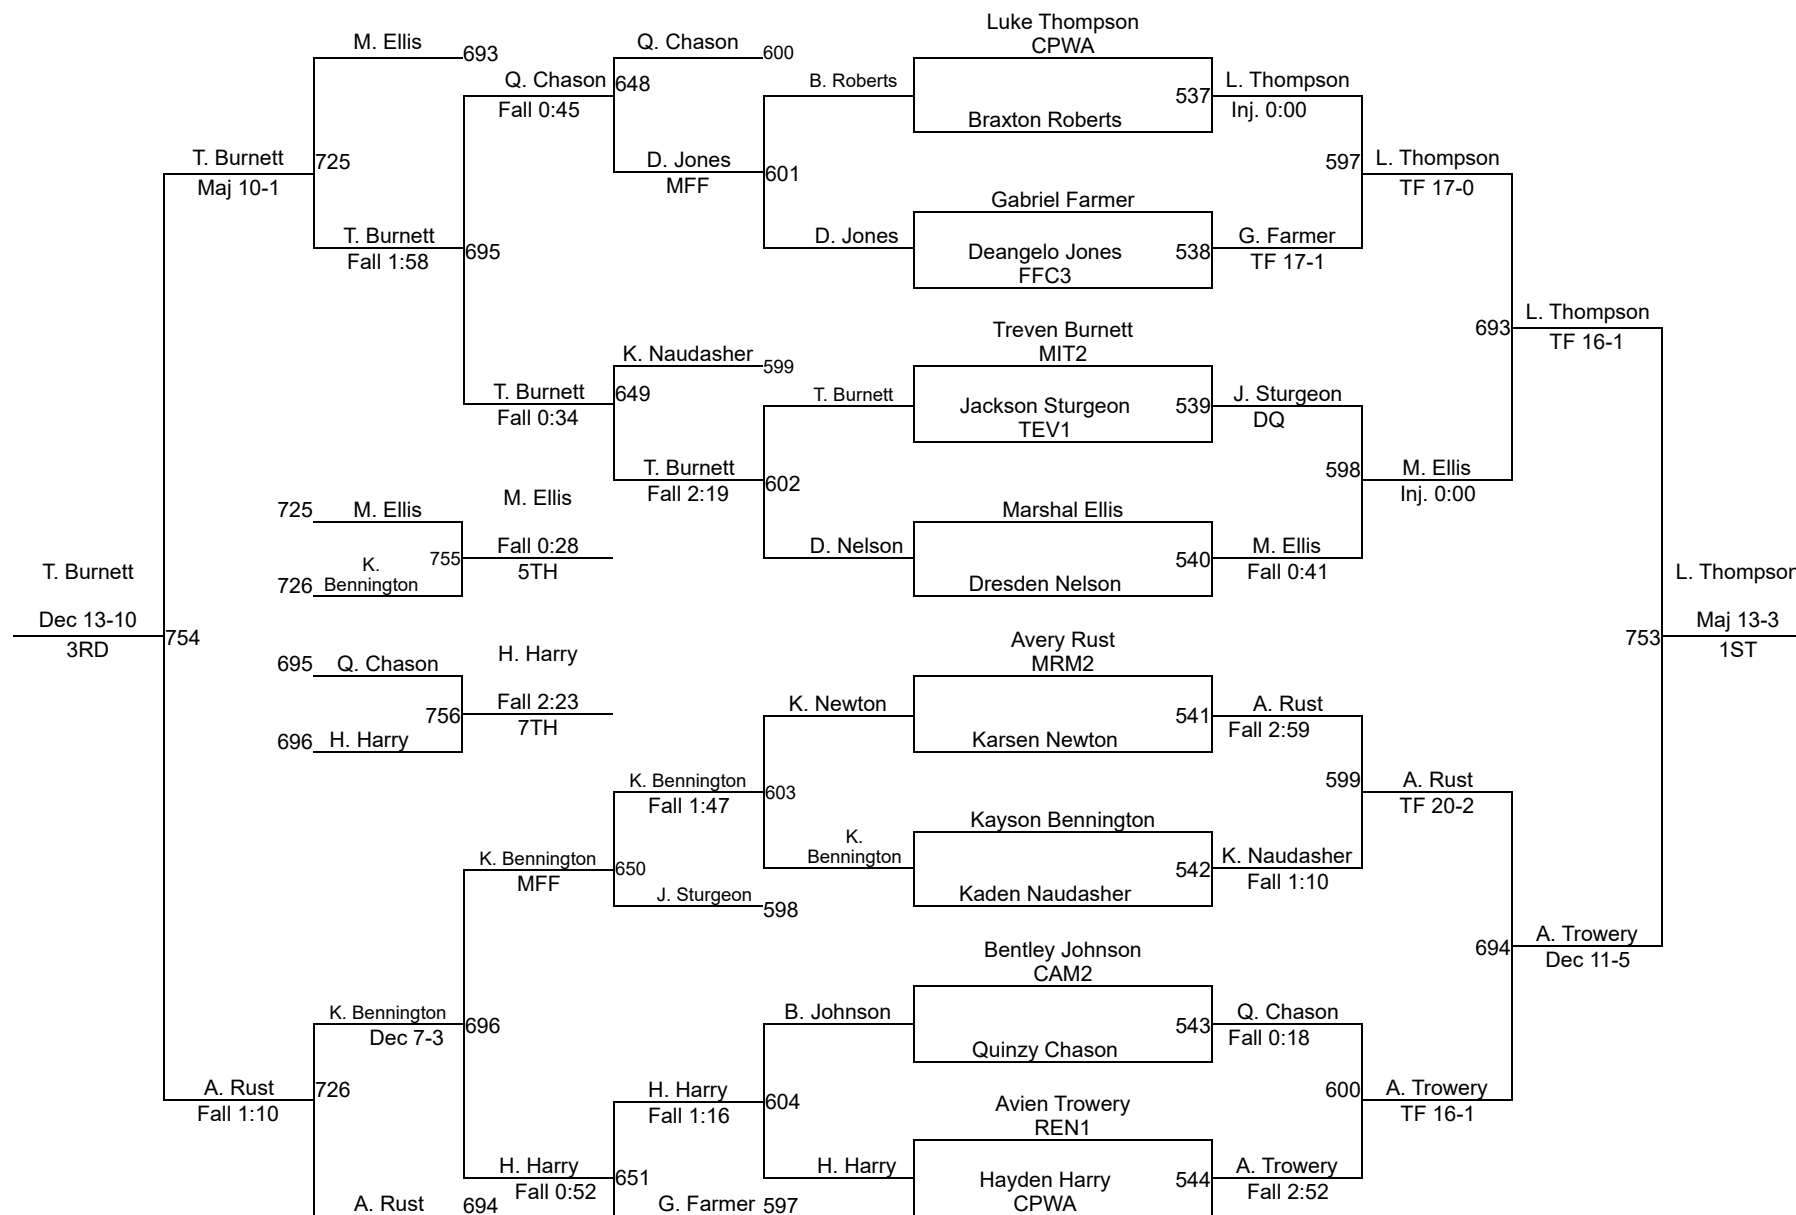 Luke Thompson
M. Ellis
693
Q. Chason
600
CPWA
Q. Chason
648
B. Roberts
537
L. Thompson
Fall 0:45
Inj. 0:00
Braxton Roberts
T. Burnett
725
D. Jones
601
597
L. Thompson
Maj 10-1
MFF
TF 17-0
Gabriel Farmer
T. Burnett
695
D. Jones
Deangelo Jones
538
G. Farmer
Fall 1:58
FFC3
TF 17-1
Treven Burnett
693
L. Thompson
K. Naudasher
599
MIT2
TF 16-1
T. Burnett
649
T. Burnett
Jackson Sturgeon
539
J. Sturgeon
Fall 0:34
TEV1
DQ
T. Burnett
602
598
M. Ellis
Fall 2:19
Inj. 0:00
M. Ellis
725
M. Ellis
Marshal Ellis
755
Fall 0:28
D. Nelson
540
M. Ellis
T. Burnett
K.
Bennington
5TH
Fall 0:41
L. Thompson
726
Dresden Nelson
Dec 13-10
Maj 13-3
3RD
754
753
1ST
695
Q. Chason
H. Harry
Avery Rust
MRM2
756
Fall 2:23
K. Newton
541
A. Rust
7TH
Fall 2:59
696
H. Harry
Karsen Newton
K. Bennington
603
599
A. Rust
Fall 1:47
TF 20-2
Kayson Bennington
K. Bennington
650
K.
Bennington
542
K. Naudasher
MFF
Fall 1:10
J. Sturgeon
598
Kaden Naudasher
Bentley Johnson
694
A. Trowery
CAM2
Dec 11-5
K. Bennington
696
B. Johnson
543
Q. Chason
Dec 7-3
Fall 0:18
Quinzy Chason
A. Rust
726
H. Harry
604
600
A. Trowery
Fall 1:10
Fall 1:16
TF 16-1
Avien Trowery
REN1
H. Harry
651
H. Harry
Hayden Harry
544
A. Trowery
Fall 0:52
CPWA
Fall 2:52
A. Rust
694
G. Farmer
597